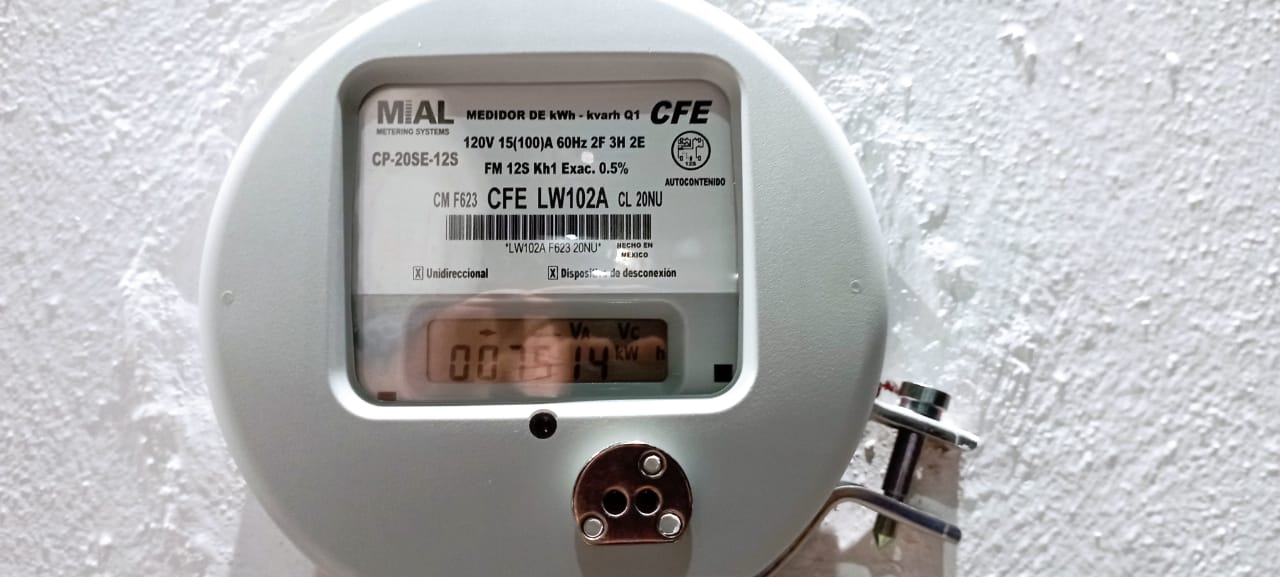 MIAL
METERING SYSTEMS
MEDIDOR DE kWh - kvarh Q1
CFE
120V 15(100)A 60Hz 2F 3H 2E
CP-20SE-12S
FM 12S Kh1 Exac. 0.5%
12S
AUTOCONTENIDO
CM F623 CFE LW102A CL 20NU
*LW102A F623 20NU*
HECHO EN
MEXICO
X Unidireccional
X Dispositivo de desconexión
VA VC
007514 kW h